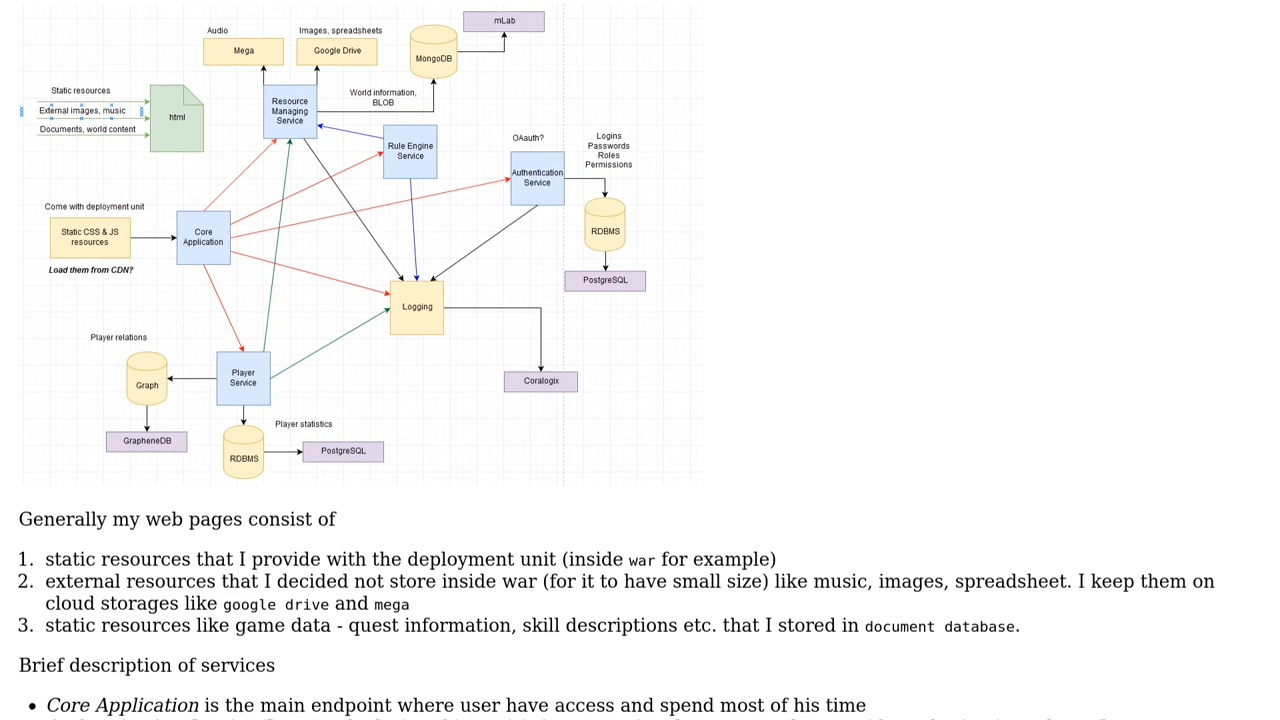 mLab
Audio
Images, spreadsheets
Mega
Google Drive
MongoDB
Static resources
World information,
BLOB
External images, music
html
Resource
Managing
Service
Documents, world content
Rule Engine
Service
OAauth?
Logins
Passwords
Roles
Permissions
Authentication
Service
Come with deployment unit
Static CSS & JS
resources
Core
Application
RDBMS
Load them from CDN?
PostgreSQL
Logging
Player relations
Player
Service
Graph
Coralogix
Player statistics
GrapheneDB
RDBMS
PostgreSQL
Generally my web pages consist of
1. static resources that I provide with the deployment unit (inside war for example)
2. external resources that I decided not store inside war (for it to have small size) like music, images, spreadsheet. I keep them on
cloud storages like google drive and mega
3. static resources like game data - quest information, skill descriptions etc. that I stored in document database.
Brief description of services
• Core Application is the main endpoint where user have access and spend most of his time